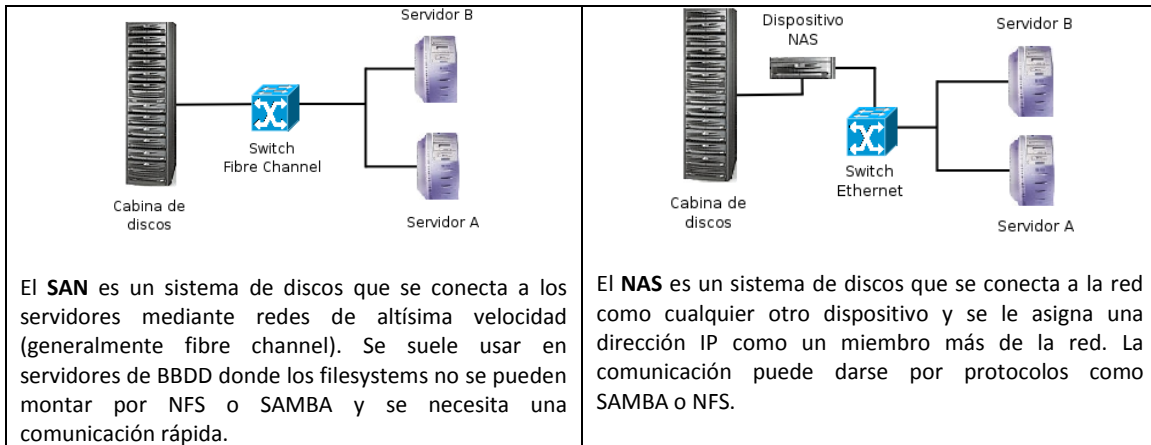 Servidor B
Switch
Fibre Channel
Cabina de
discos
Servidor A
El SAN es un sistema de discos que se conecta a los
servidores mediante redes de altísima velocidad
(generalmente fibre channel). Se suele usar en
servidores de BBDD donde los filesystems no se pueden
montar por NFS o SAMBA y se necesita una
comunicación rápida.
Dispositivo
NAS
Servidor B
Switch
Ethernet
Cabina de
discos
Servidor A
El NAS es un sistema de discos que se conecta a la red
como cualquier otro dispositivo y se le asigna una
dirección IP como un miembro más de la red. La
comunicación puede darse por protocolos como
SAMBA o NFS.